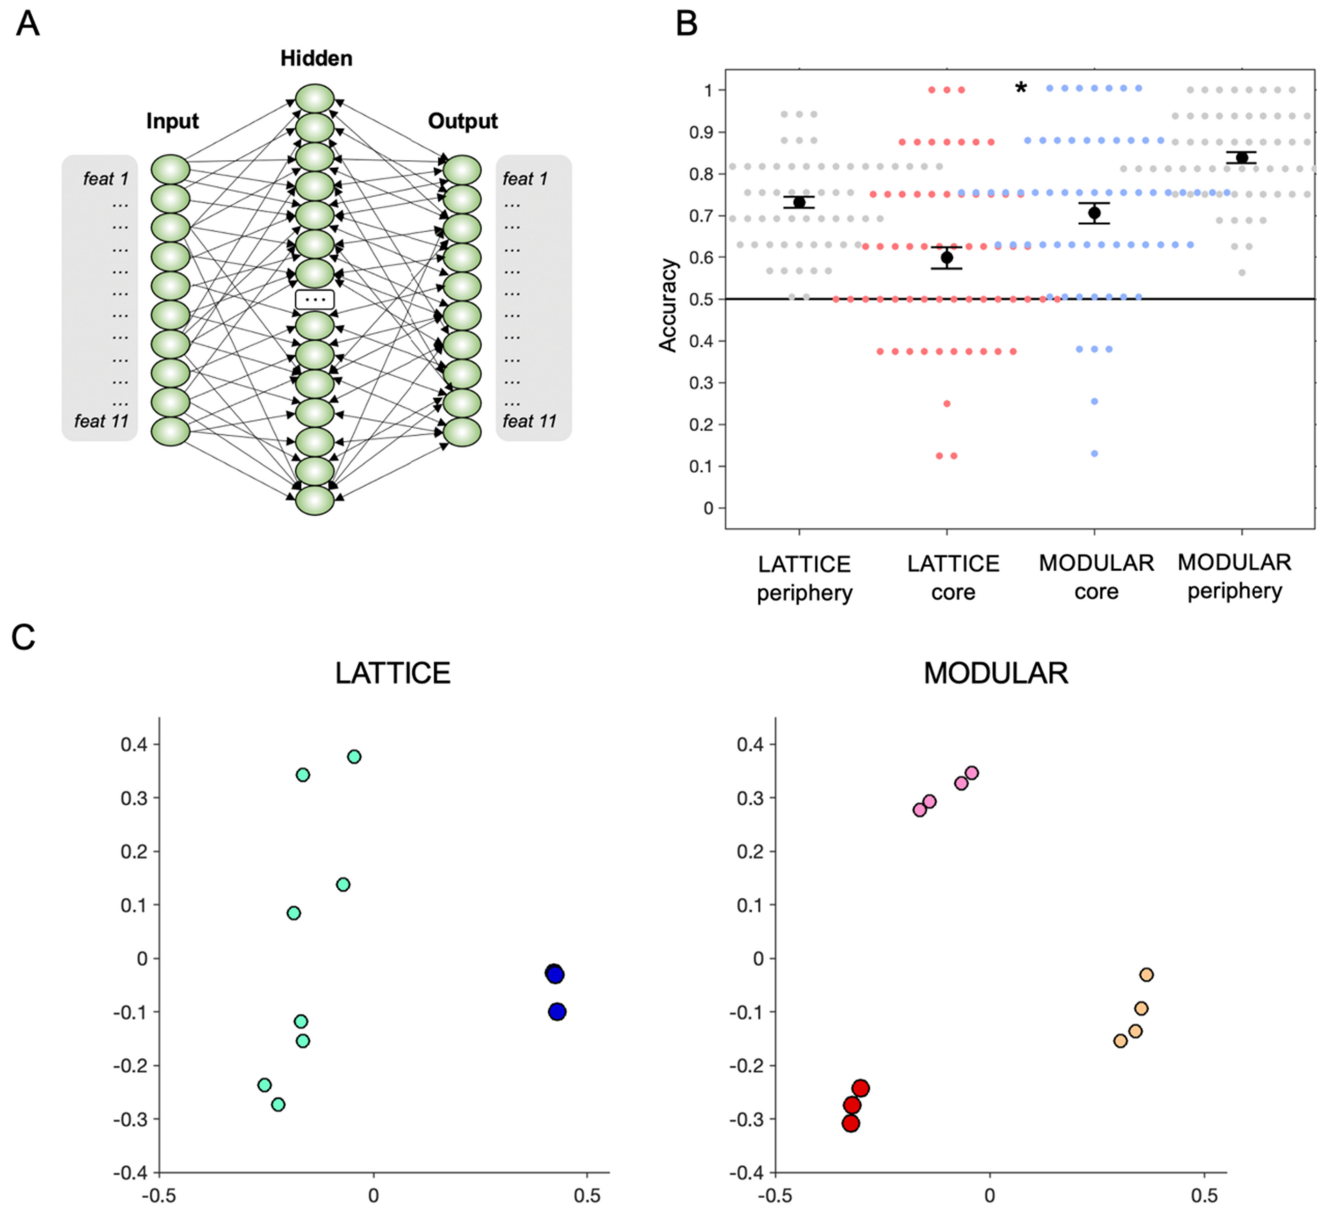 A
Hidden
Input
Output
feat 1
...
...
...
...
...
...
...
...
...
...
feat 11
...
feat 1
...
...
...
...
...
...
...
...
...
...
feat 11
B
Accuracy
1
0.9
0.8
0.7
0.6
0.5
0.4
0.3
0.2
0.1
0
*
LATTICE
periphery
LATTICE
core
MODULAR
core
MODULAR
periphery
C
LATTICE
0.4
0.3
0.2
0.1
0
-0.1
-0.2
-0.3
-0.4
-0.5
0
0.5
MODULAR
0.4
0.3
0.2
0.1
0
-0.1
-0.2
-0.3
-0.4
-0.5
0
0.5